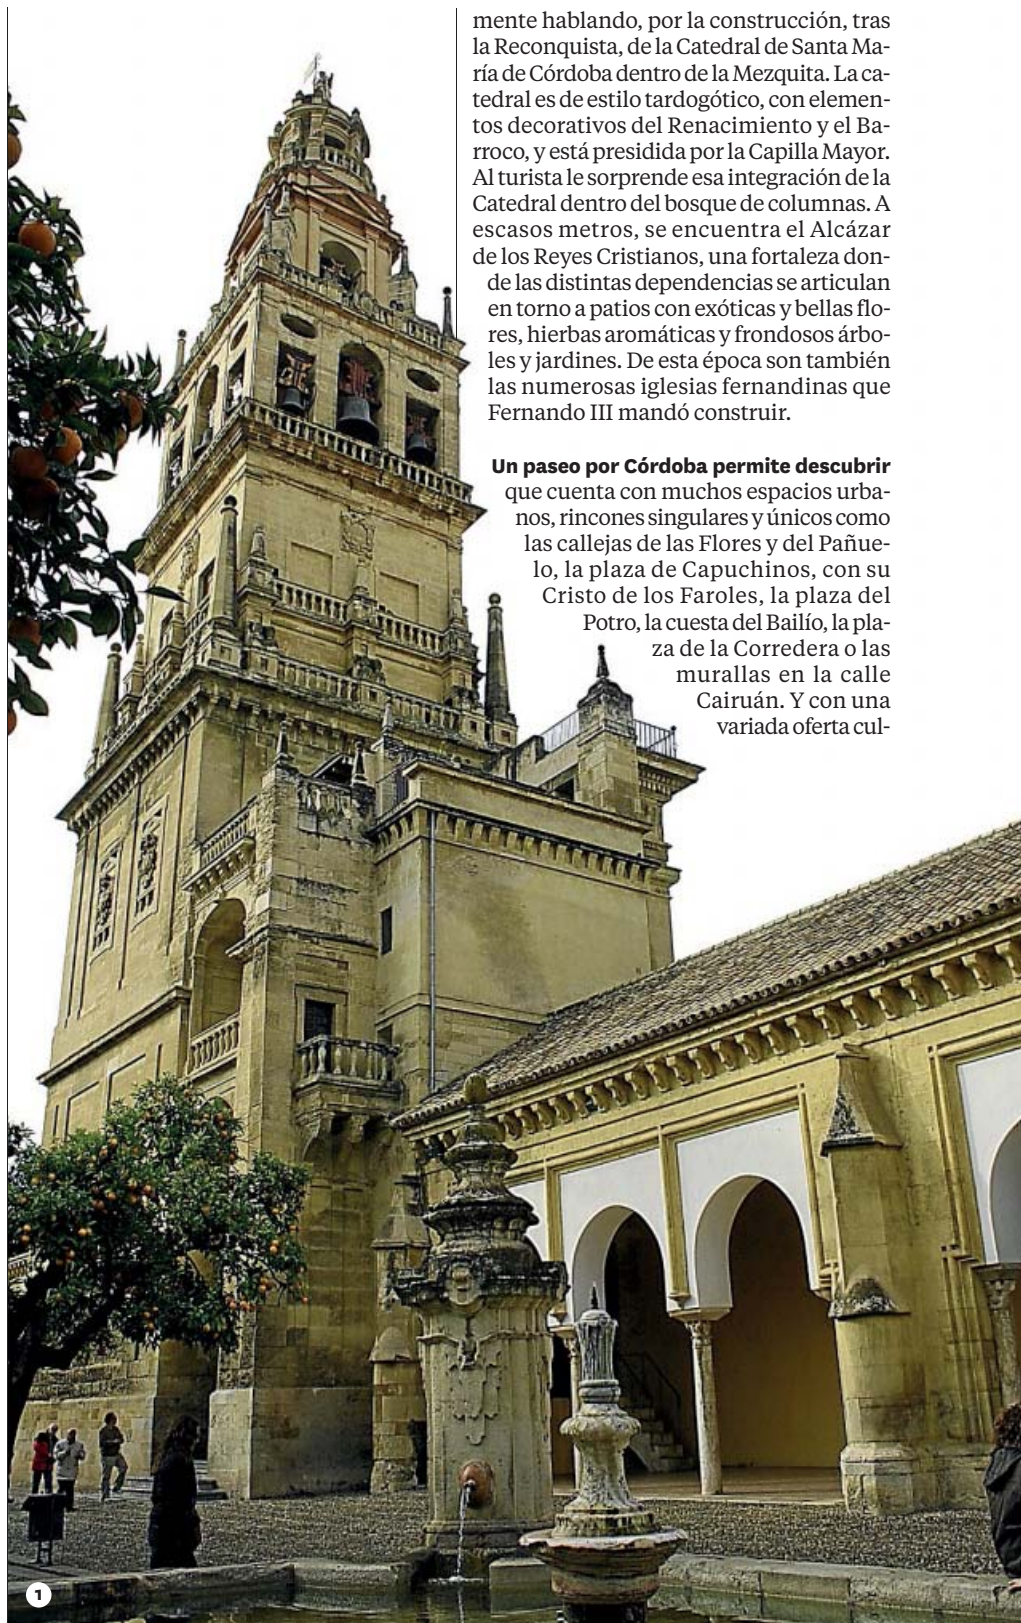 mente hablando, por la construcción, tras
la Reconquista, de la Catedral de Santa Ma-
ría de Córdoba dentro de la Mezquita. La ca-
tedral es de estilo tardogótico, con elemen-
tos decorativos del Renacimiento y el Ba-
rroco, y está presidida por la Capilla Mayor.
Al turista le sorprende esa integración de la
Catedral dentro del bosque de columnas. A
escasos metros, se encuentra el Alcázar
de los Reyes Cristianos, una fortaleza don-
de las distintas dependencias se articulan
en torno a patios con exóticas y bellas flo-
res, hierbas aromáticas y frondosos árbo-
les y jardines. De esta época son también
las numerosas iglesias fernandinas que
Fernando III mandó construir.
Un paseo por Córdoba permite descubrir
que cuenta con muchos espacios urba-
nos, rincones singulares y únicos como
las callejas de las Flores y del Pañue-
lo, la plaza de Capuchinos, con su
Cristo de los Faroles, la plaza del
Potro, la cuesta del Bailío, la pla-
za de la Corredera o las
murallas en la calle
Cairuán. Y con una
variada oferta cul-
1